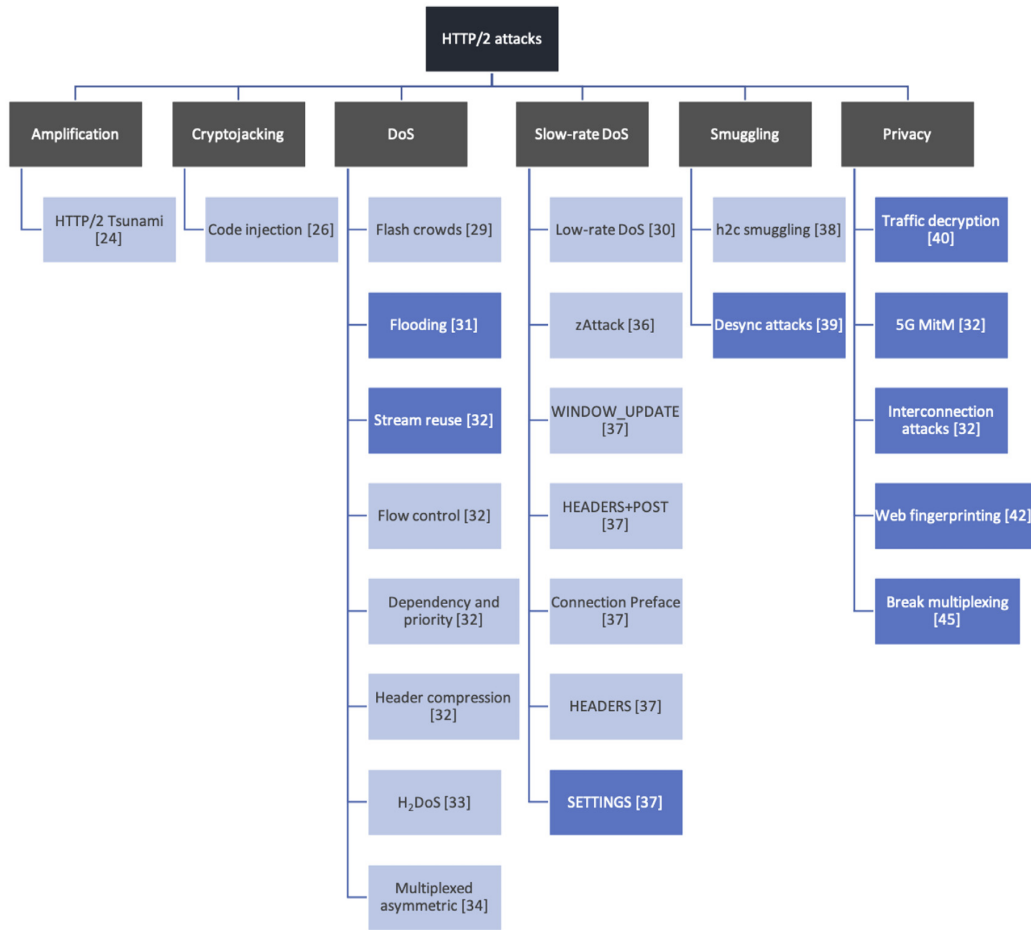 HTTP/2 attacks
Amplification
Cryptojacking
DoS
Slow-rate DoS
Smuggling
Privacy
HTTP/2 Tsunami
[24]
Code injection [26]
Flash crowds [29]
Low-rate DoS [30]
h2c smuggling [38]
Traffic decryption
[40]
Flooding [31]
zAttack [36]
Desync attacks [39]
5G MitM [32]
Stream reuse [32]
WINDOW_UPDATE
[37]
Interconnection
attacks [32]
Flow control [32]
HEADERS+POST
[37]
Web fingerprinting [42]
Dependency and
priority [32]
Connection Preface
[37]
Break multiplexing
[45]
Header compression
[32]
HEADERS [37]
H₂DoS [33]
SETTINGS [37]
Multiplexed
asymmetric [34]